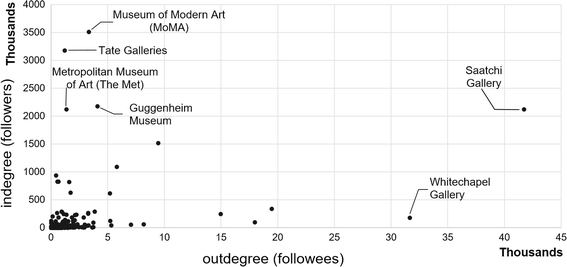 Thousands
4000
3500
3000
2500
2000
1500
1000
500
0
indegree (followers)
Museum of Modern Art
(MoMA)
Tate Galleries
Metropolitan Museum
of Art (The Met)
Guggenheim
Museum
Saatchi
Gallery
Whitechapel
Gallery
0
5
10
15
20
25
30
35
40
45
outdegree (followees)
Thousands